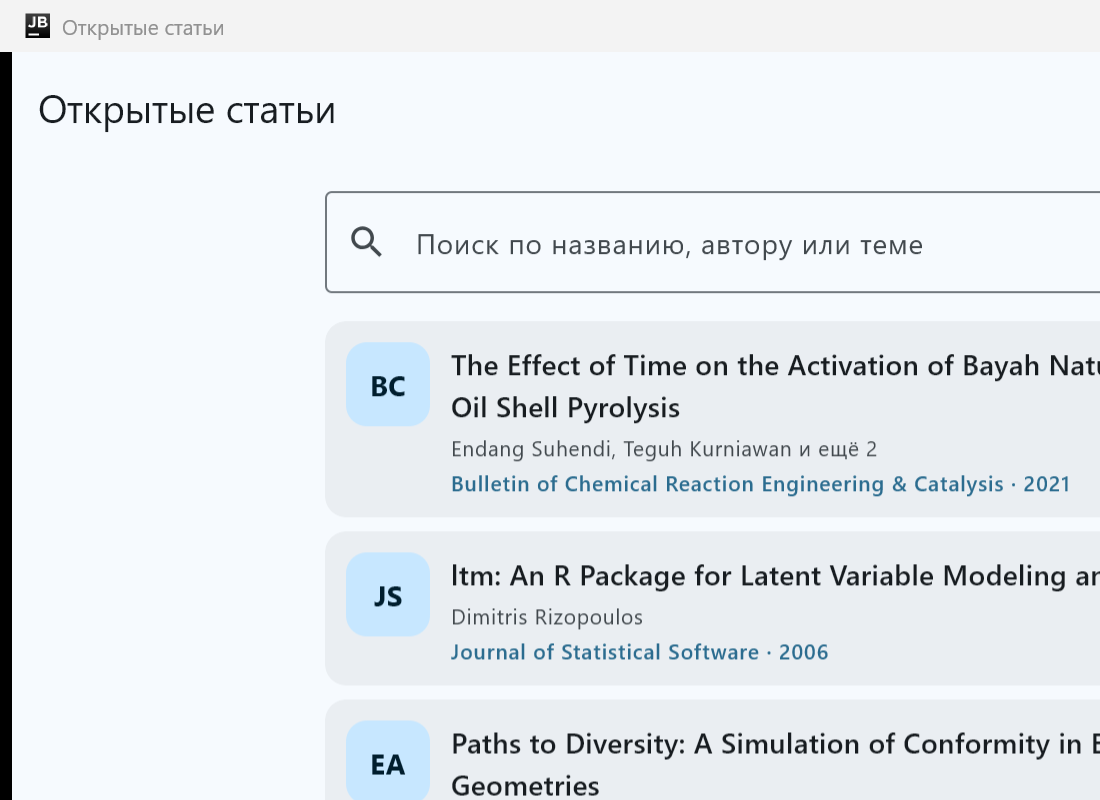 JB
Открытые статьи
Открытые статьи
Поиск по названию, автору или теме
BC
The Effect of Time on the Activation of Bayah
Oil Shell Pyrolysis
Endang Suhendi, Teguh Kurniawan и ещё 2
Bulletin of Chemical Reaction Engineering & Catalysis · 2021
JS
ltm: An R Package for Latent Variable Modeling
Dimitris Rizopoulos
Journal of Statistical Software · 2006
EA
Paths to Diversity: A Simulation of Conformity in
Geometries